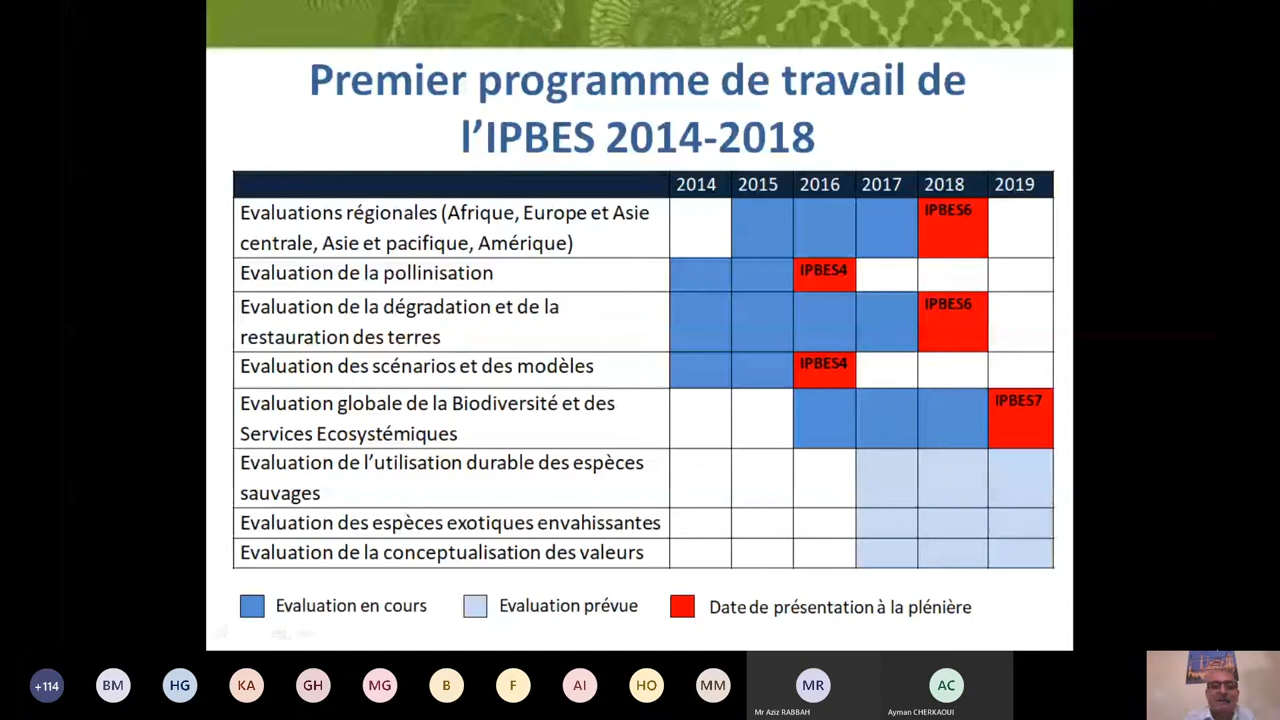 Premier programme de travail de
l'IPBES 2014-2018
2014 2015 2016 2017 2018 2019
Evaluations régionales (Afrique, Europe et Asie
centrale, Asie et pacifique, Amérique)
IPBES6
Evaluation de la pollinisation
IPBES4
Evaluation de la dégradation et de la
restauration des terres
IPBES6
Evaluation des scénarios et des modèles
IPBES4
Evaluation globale de la Biodiversité et des
Services Ecosystémiques
IPBES7
Evaluation de l'utilisation durable des espèces
sauvages
Evaluation des espèces exotiques envahissantes
Evaluation de la conceptualisation des valeurs
Evaluation en cours
Evaluation prévue
Date de présentation à la plénière
+114 BM HG KA GH MG B F AI HO MM MR AC
Mr Aziz RABBAH
Ayman CHERKAOUI